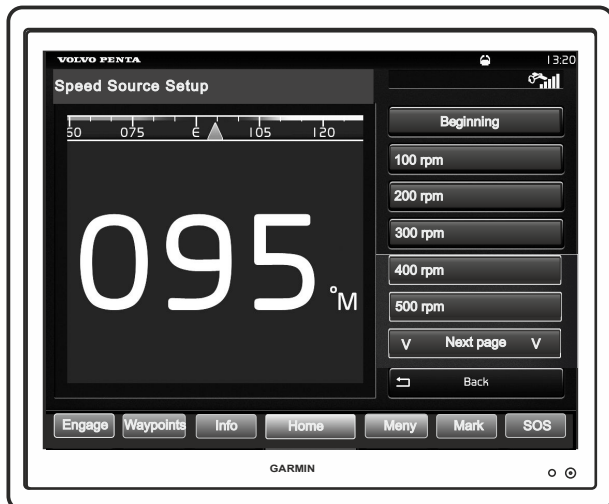 VOLVO PENTA 13:20
Speed Source Setup
60 075 E 105 120
095 °M
Beginning
100 rpm
200 rpm
300 rpm
400 rpm
500 rpm
V Next page V
Back
Engage Waypoints Info Home Meny Mark SOS
GARMIN